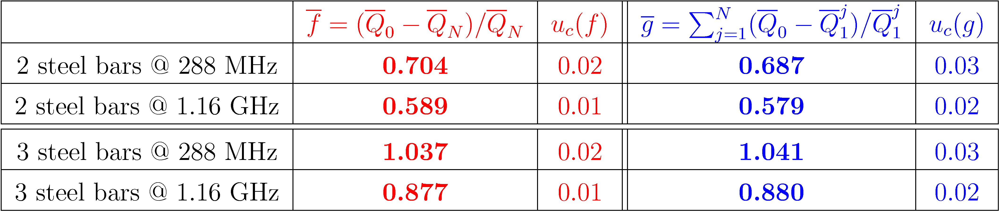 f̅ = (Q̅₀ − Q̅_N)/Q̅_N u_c(f) g̅ = ∑_{j=1}^{N}(Q̅₀ − Q̅₁ʲ)/Q̅₁ʲ u_c(g)
2 steel bars @ 288 MHz 0.704 0.02 0.687 0.03
2 steel bars @ 1.16 GHz 0.589 0.01 0.579 0.02
3 steel bars @ 288 MHz 1.037 0.02 1.041 0.03
3 steel bars @ 1.16 GHz 0.877 0.01 0.880 0.02